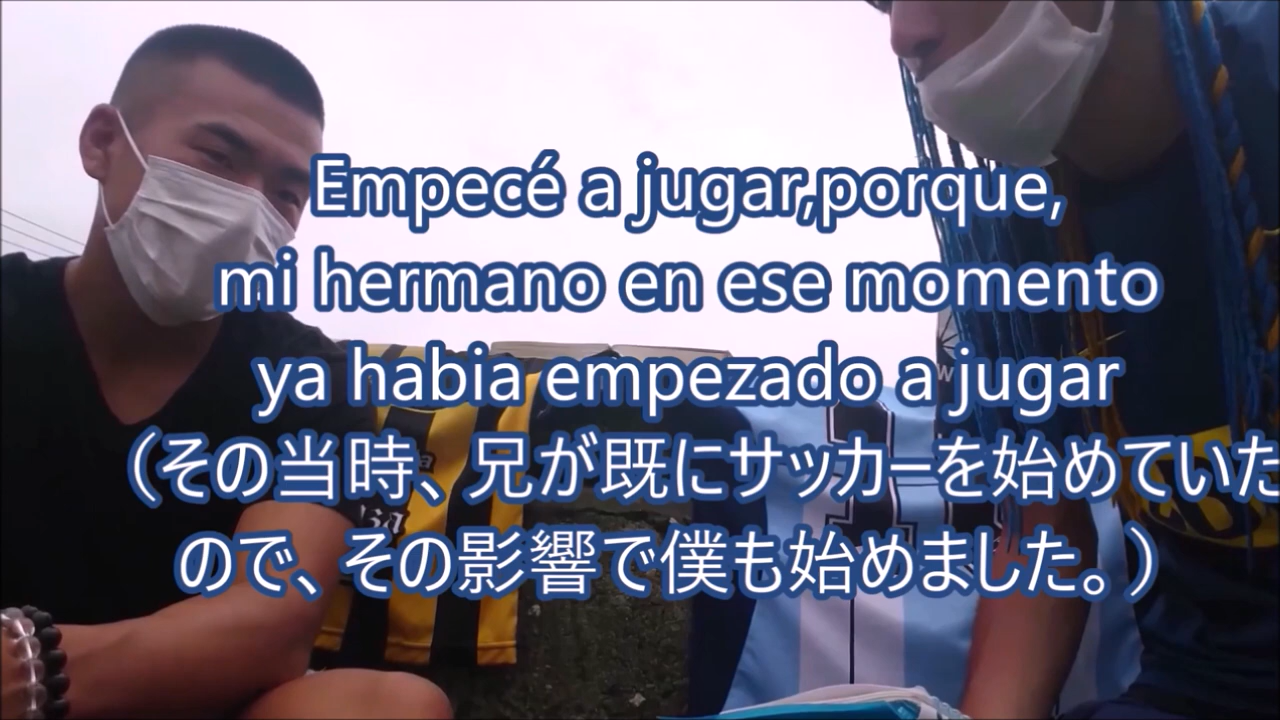 Empecé a jugar,porque,
mi hermano en ese momento
ya habia empezado a jugar
（その当時、兄が既にサッカーを始めていた
ので、その影響で僕も始めました。）